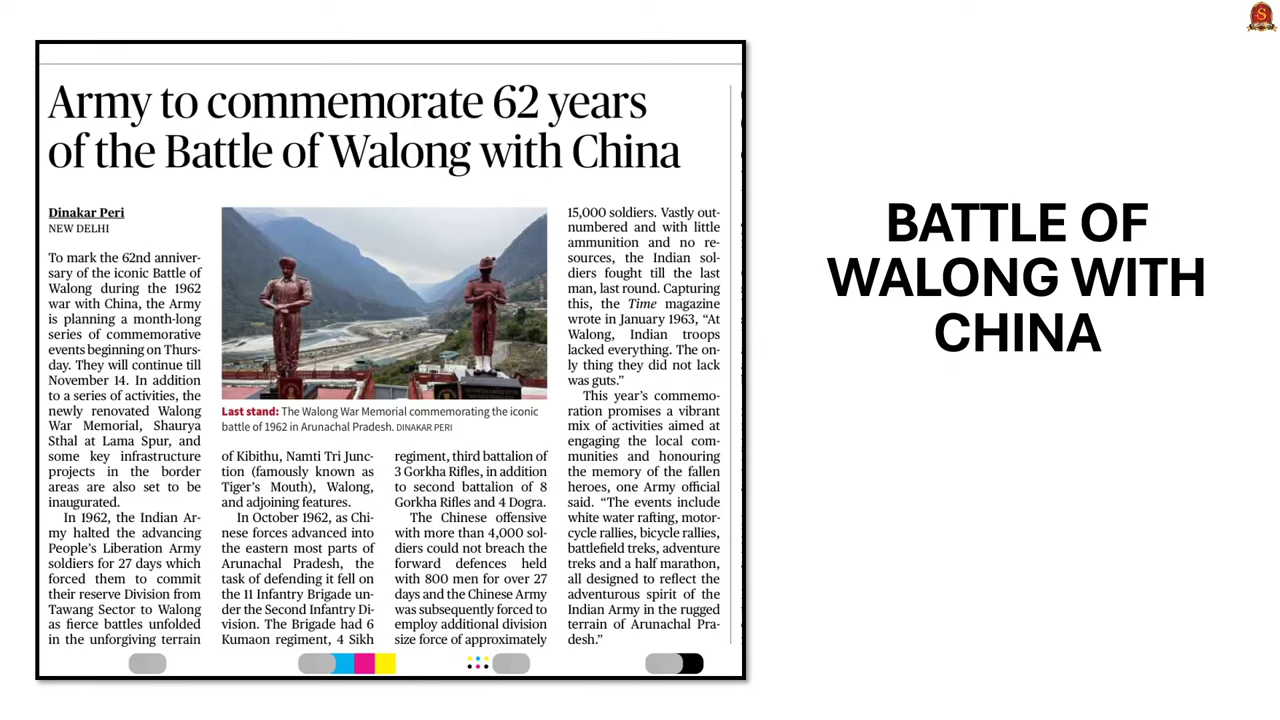 Army to commemorate 62 years
of the Battle of Walong with China
Dinakar Peri
NEW DELHI
To mark the 62nd anniver-
sary of the iconic Battle of
Walong during the 1962
war with China, the Army
is planning a month-long
series of commemorative
events beginning on Thurs-
day. They will continue till
November 14. In addition
to a series of activities, the
newly renovated Walong
War Memorial, Shaurya
Sthal at Lama Spur, and
some key infrastructure
projects in the border
areas are also set to be
inaugurated.
In 1962, the Indian Ar-
my halted the advancing
People's Liberation Army
soldiers for 27 days which
forced them to commit
their reserve Division from
Tawang Sector to Walong
as fierce battles unfolded
in the unforgiving terrain
Last stand: The Walong War Memorial commemorating the iconic
battle of 1962 in Arunachal Pradesh. DINAKAR PERI
of Kibithu, Namti Tri Junc-
tion (famously known as
Tiger's Mouth), Walong,
and adjoining features.
In October 1962, as Chi-
nese forces advanced into
the eastern most parts of
Arunachal Pradesh, the
task of defending it fell on
the 11 Infantry Brigade un-
der the Second Infantry Di-
vision. The Brigade had 6
Kumaon regiment, 4 Sikh
regiment, third battalion of
3 Gorkha Rifles, in addition
to second battalion of 8
Gorkha Rifles and 4 Dogra.
The Chinese offensive
with more than 4,000 sol-
diers could not breach the
forward defences held
with 800 men for over 27
days and the Chinese Army
was subsequently forced to
employ additional division
size force of approximately
15,000 soldiers. Vastly out-
numbered and with little
ammunition and no re-
sources, the Indian sol-
diers fought till the last
man, last round. Capturing
this, the Time magazine
wrote in January 1963, “At
Walong, Indian troops
lacked everything. The on-
ly thing they did not lack
was guts.”
This year's commemo-
ration promises a vibrant
mix of activities aimed at
engaging the local com-
munities and honouring
the memory of the fallen
heroes, one Army official
said. “The events include
white water rafting, motor-
cycle rallies, bicycle rallies,
battlefield treks, adventure
treks and a half marathon,
all designed to reflect the
adventurous spirit of the
Indian Army in the rugged
terrain of Arunachal Pra-
desh.”
BATTLE OF
WALONG WITH
CHINA
S